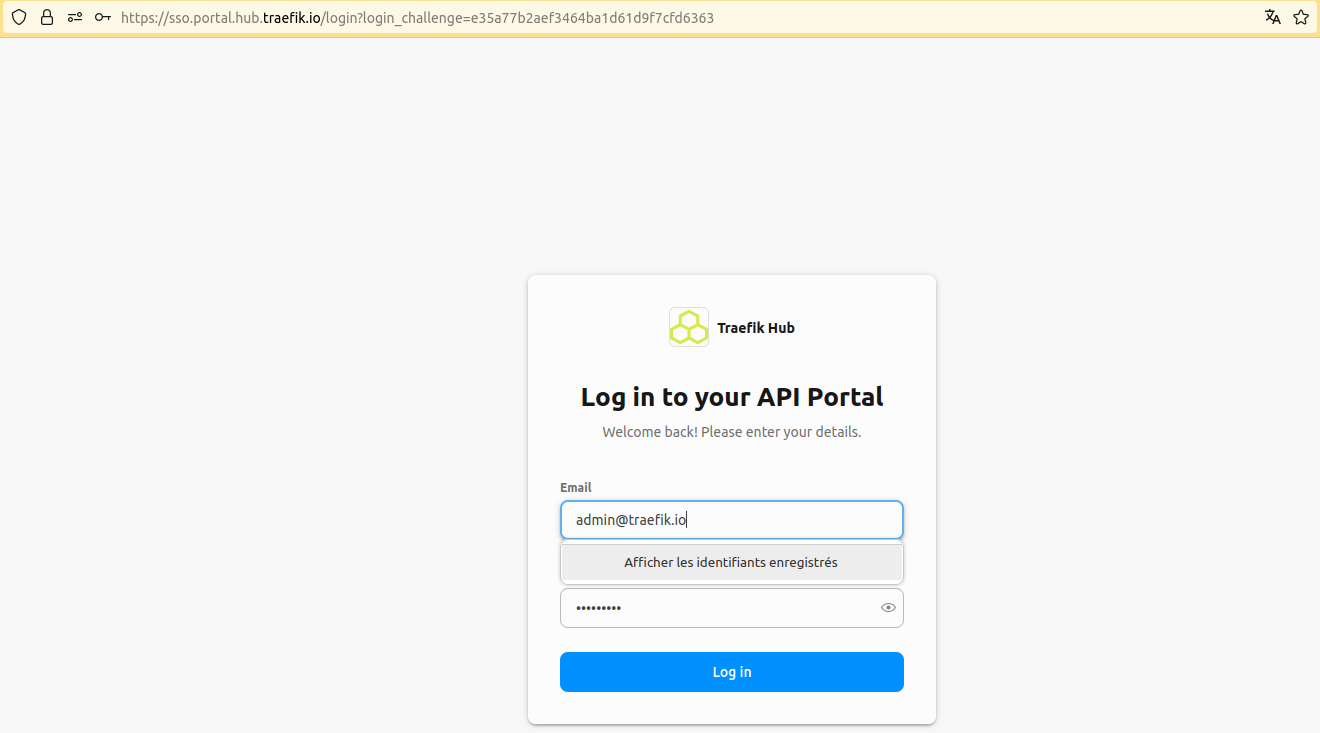 https://sso.portal.hub.traefik.io/login?login_challenge=e35a77b2aef3464ba1d61d9f7cfd6363
Traefik Hub
Log in to your API Portal
Welcome back! Please enter your details.
Email
admin@traefik.io
Afficher les identifiants enregistrés
•••••••••
Log in